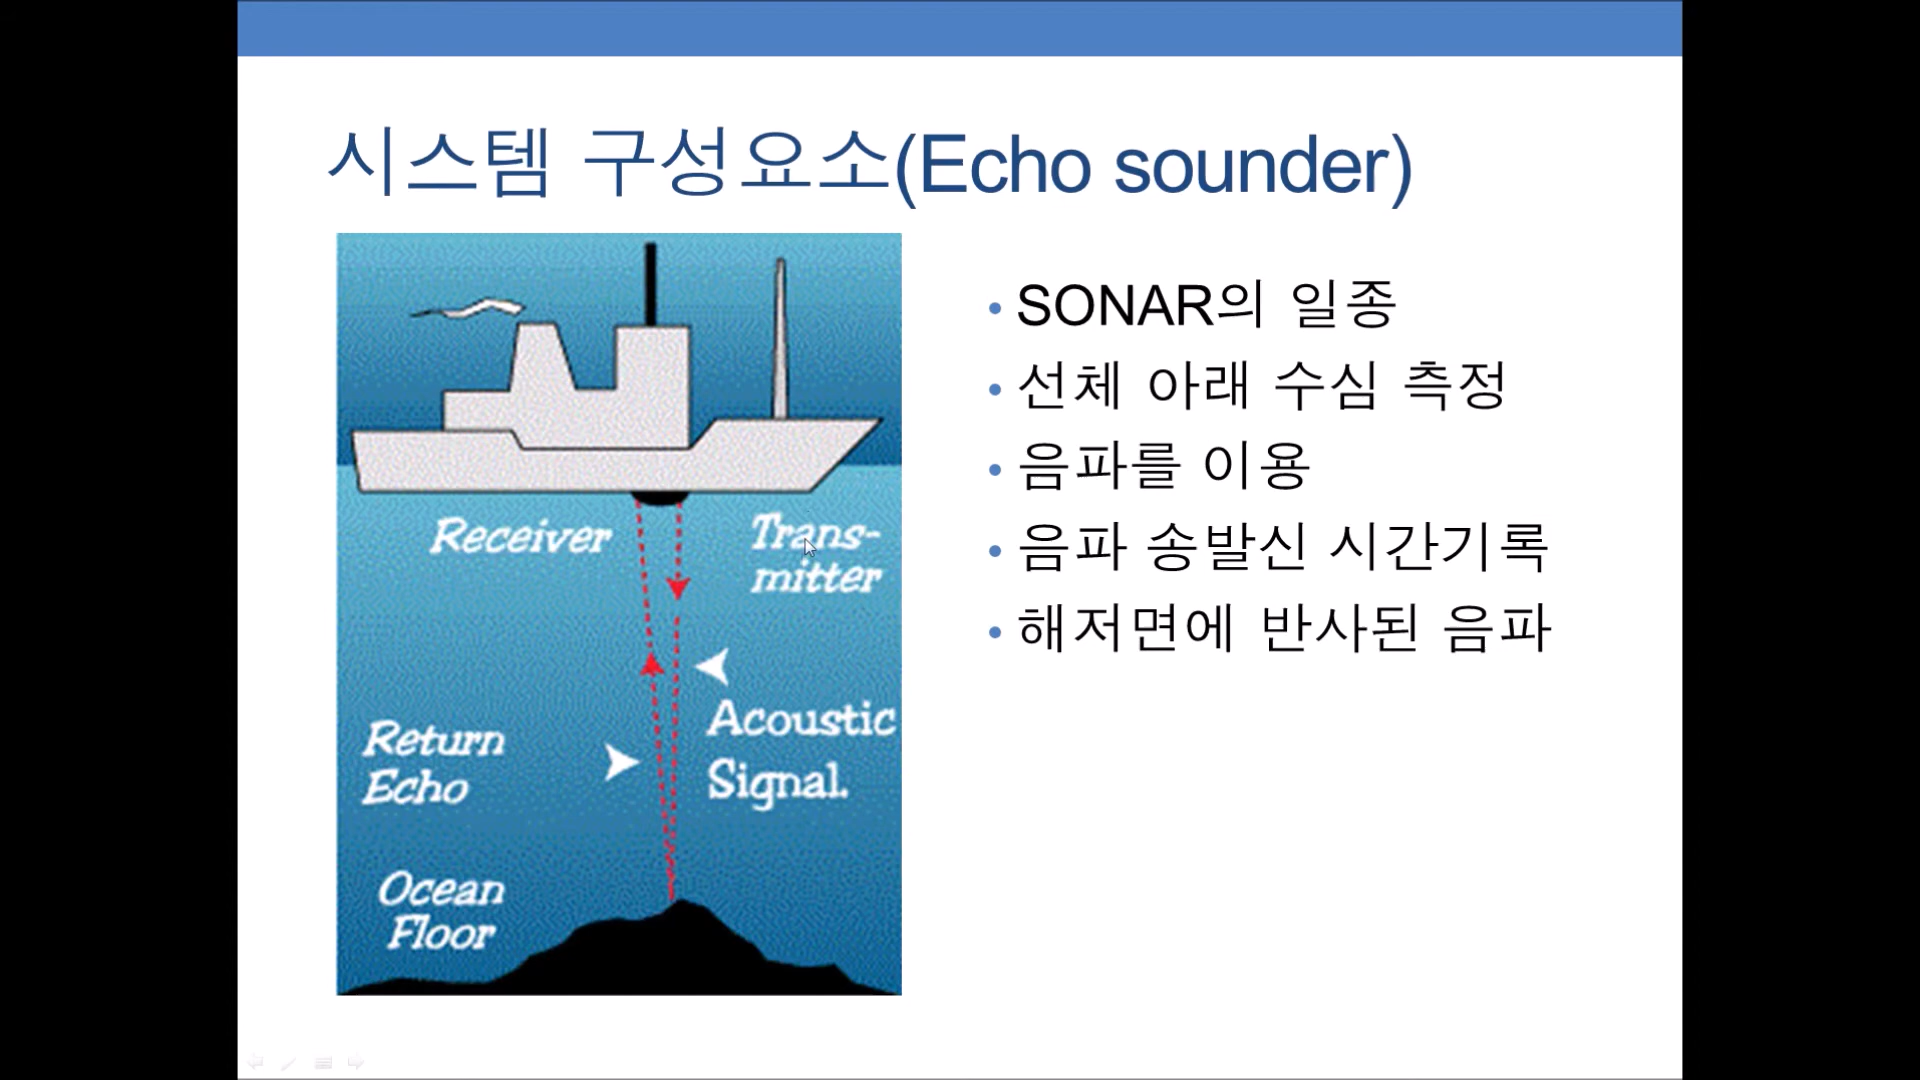 시스템 구성요소(Echo sounder)
Receiver
Trans-
mitter
Acoustic
Signal.
Return
Echo
Ocean
Floor
• SONAR의 일종
• 선체 아래 수심 측정
• 음파를 이용
• 음파 송발신 시간기록
• 해저면에 반사된 음파